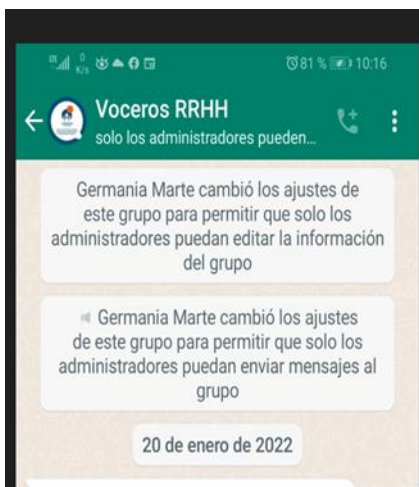 0
K/s
81 % 10:16
Voceros RRHH
solo los administradores pueden...
Germania Marte cambió los ajustes de
este grupo para permitir que solo los
administradores puedan editar la información
del grupo
Germania Marte cambió los ajustes
de este grupo para permitir que solo los
administradores puedan enviar mensajes al
grupo
20 de enero de 2022